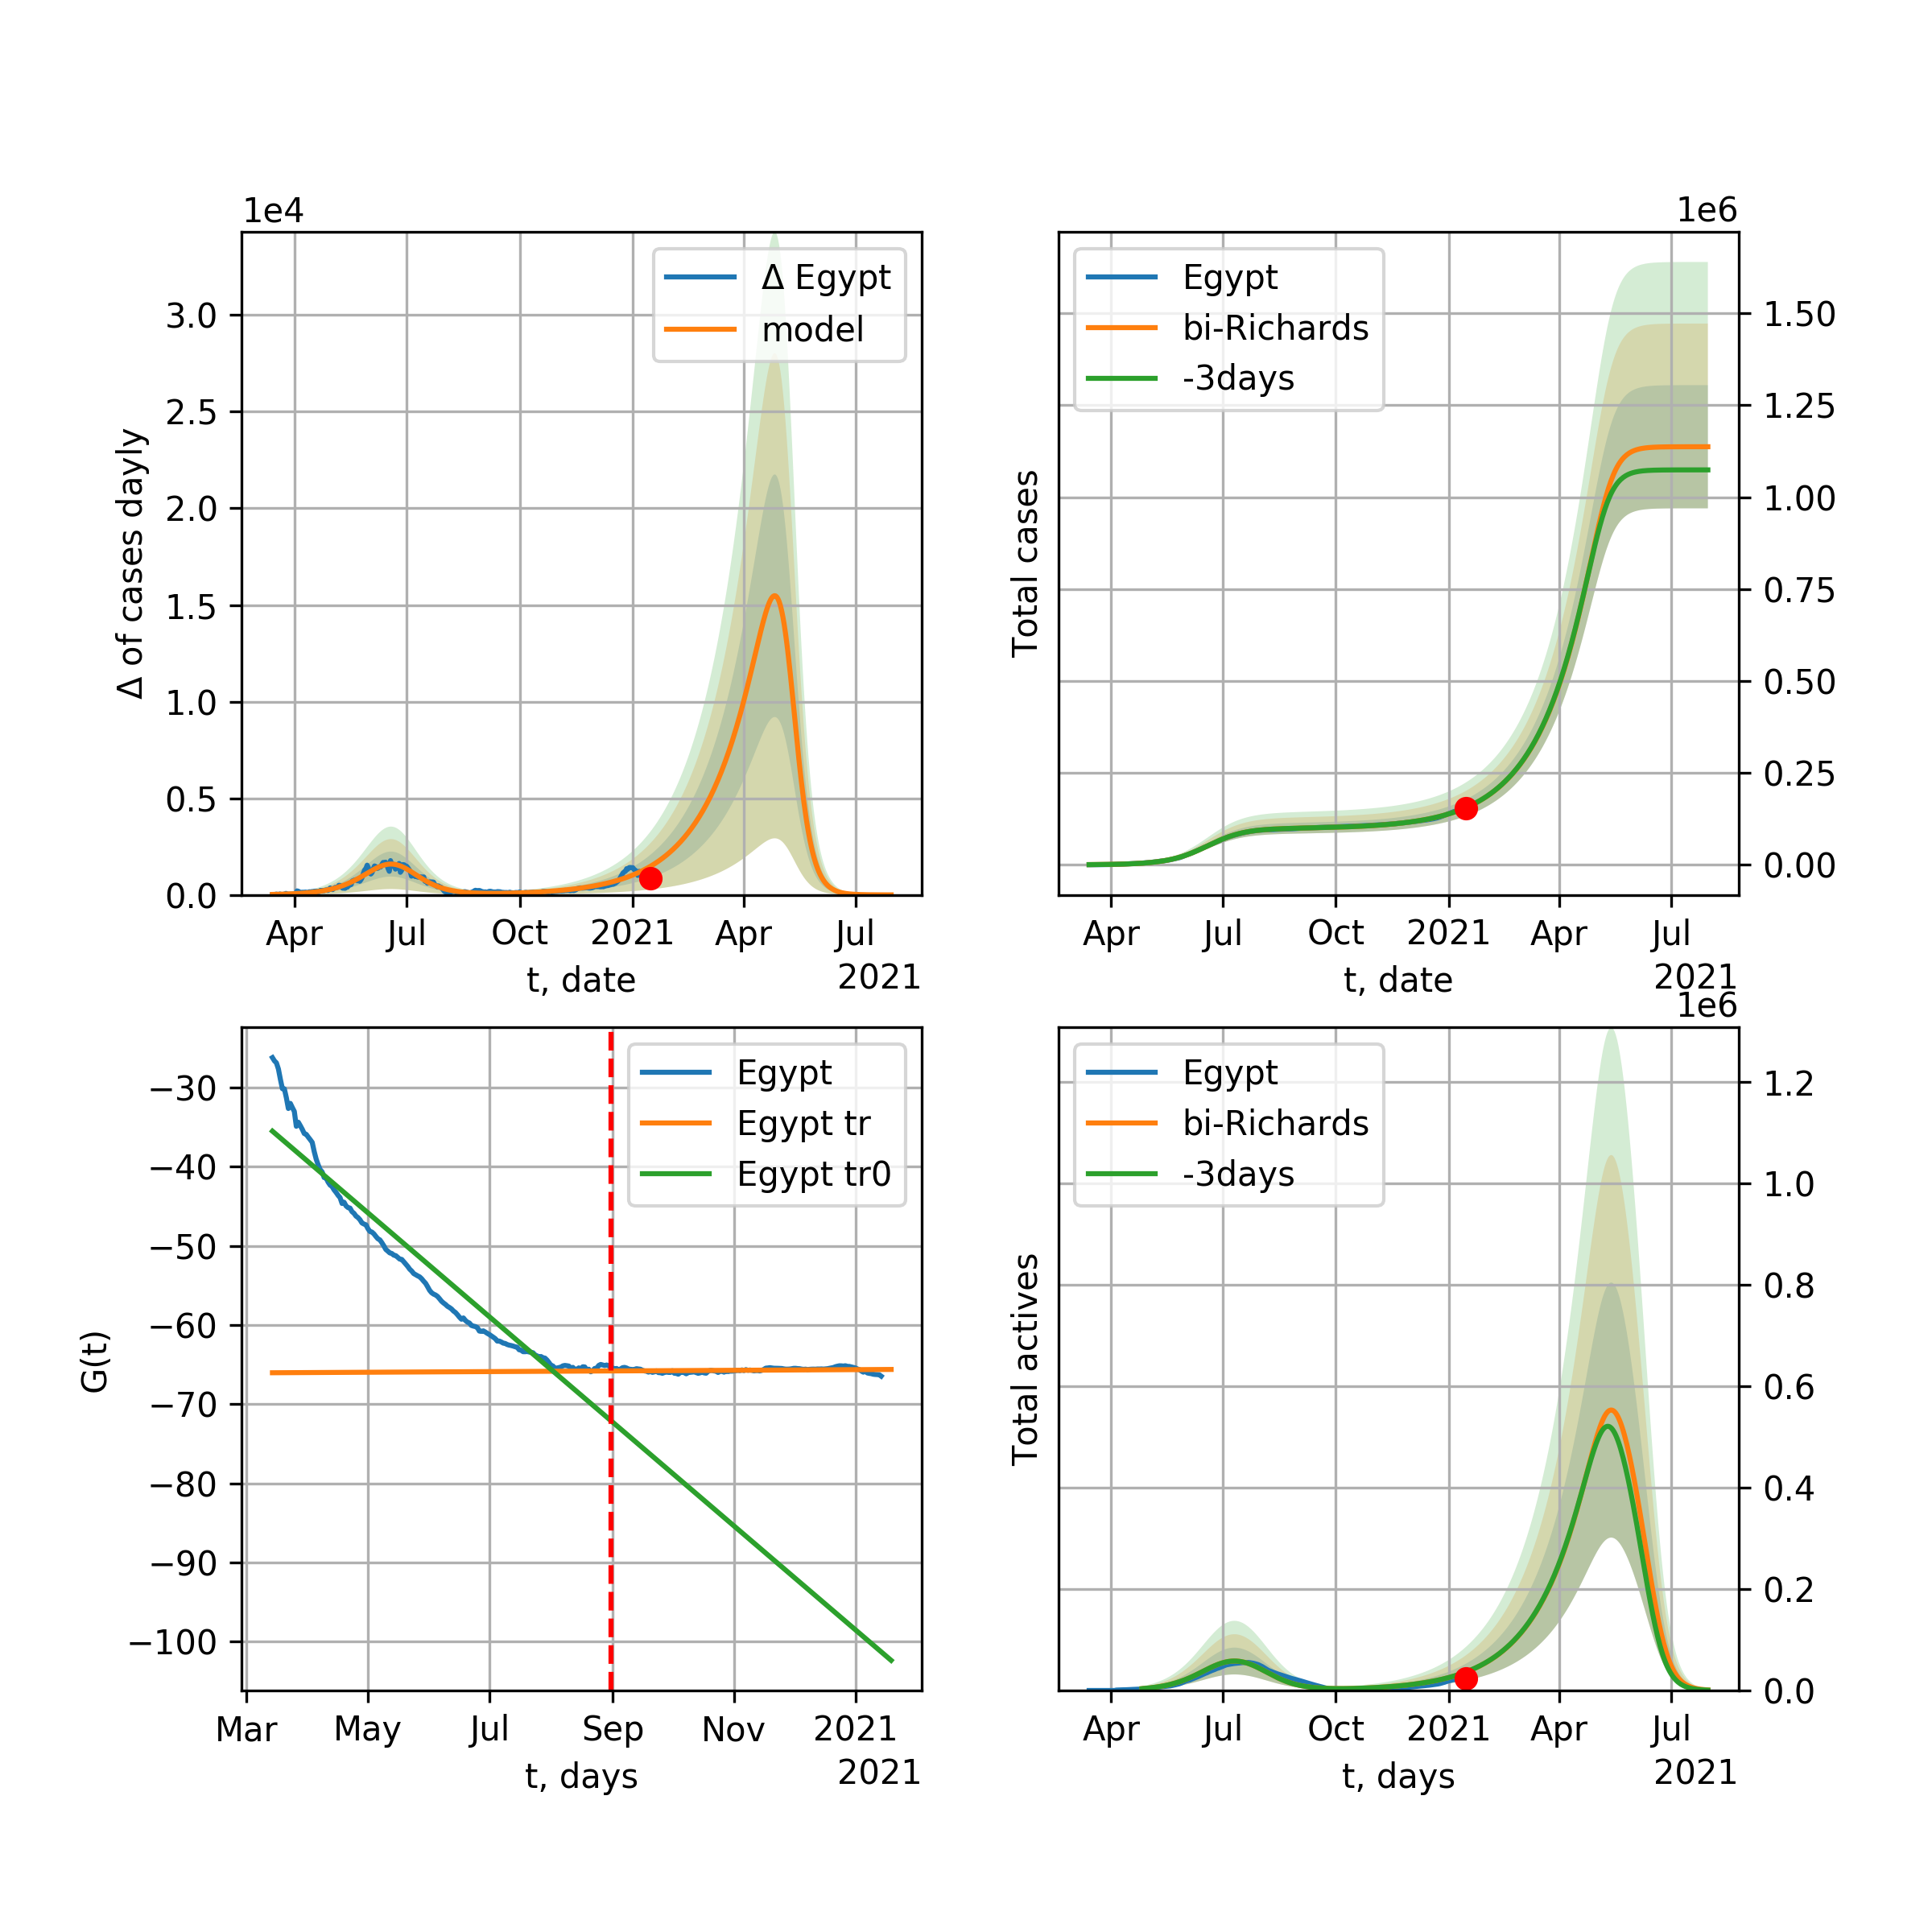 1e4
Δ of cases dayly
3.0
2.5
2.0
1.5
1.0
0.5
0.0
Δ Egypt
model
Apr Jul Oct 2021 Apr Jul
t, date
2021
1e6
Total cases
Egypt
bi-Richards
-3days
1.50
1.25
1.00
0.75
0.50
0.25
0.00
Apr Jul Oct 2021 Apr Jul
t, date
2021
G(t)
−30
−40
−50
−60
−70
−80
−90
−100
Egypt
Egypt tr
Egypt tr0
Mar May Jul Sep Nov 2021
t, days
2021
1e6
Total actives
Egypt
bi-Richards
-3days
1.2
1.0
0.8
0.6
0.4
0.2
0.0
Apr Jul Oct 2021 Apr Jul
t, days
2021